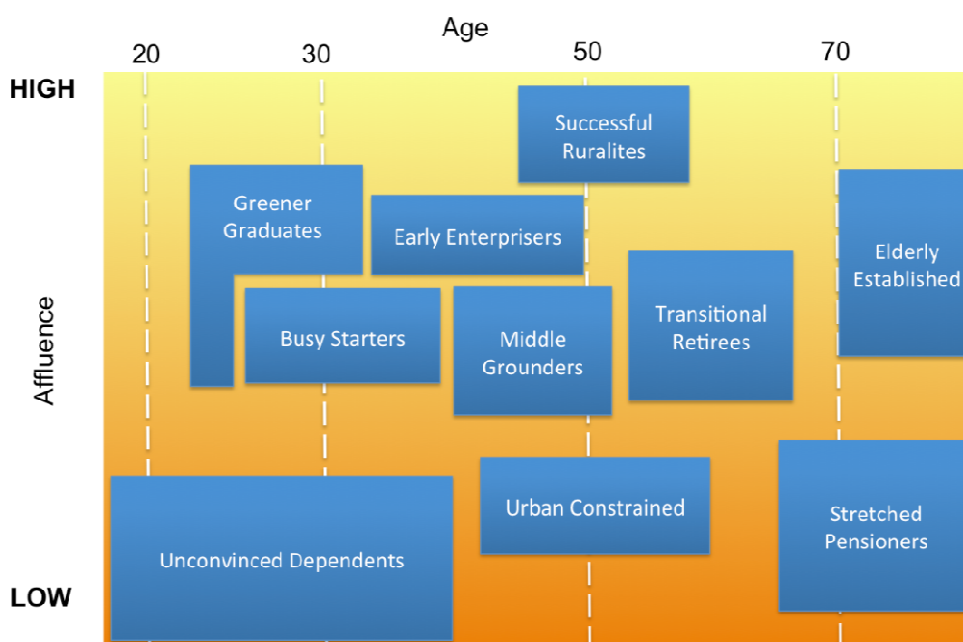 Age
20
30
50
70
HIGH
Successful
Ruralites
Greener
Graduates
Early Enterprisers
Elderly
Established
Affluence
Busy Starters
Middle
Grounders
Transitional
Retirees
Urban Constrained
Stretched
Pensioners
Unconvinced Dependents
LOW